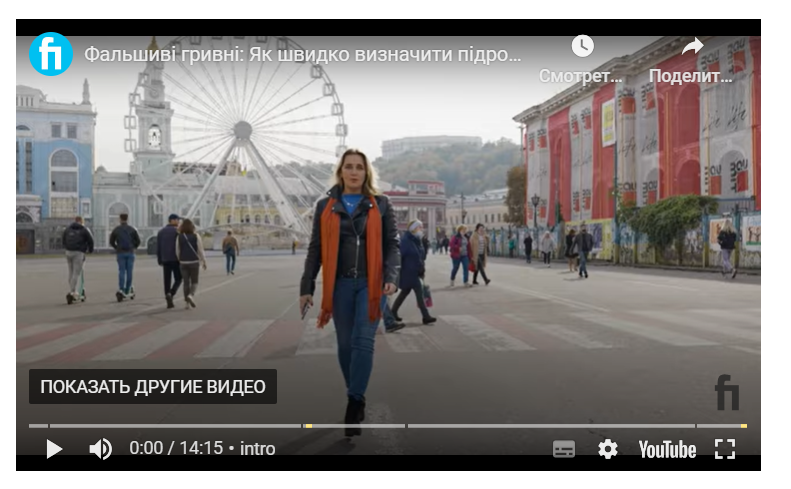 Фальшиві гривні: Як швидко визначити підро...
Смотрет...
Поделит...
ПОКАЗАТЬ ДРУГИЕ ВИДЕО
0:00 / 14:15 • intro
YouTube